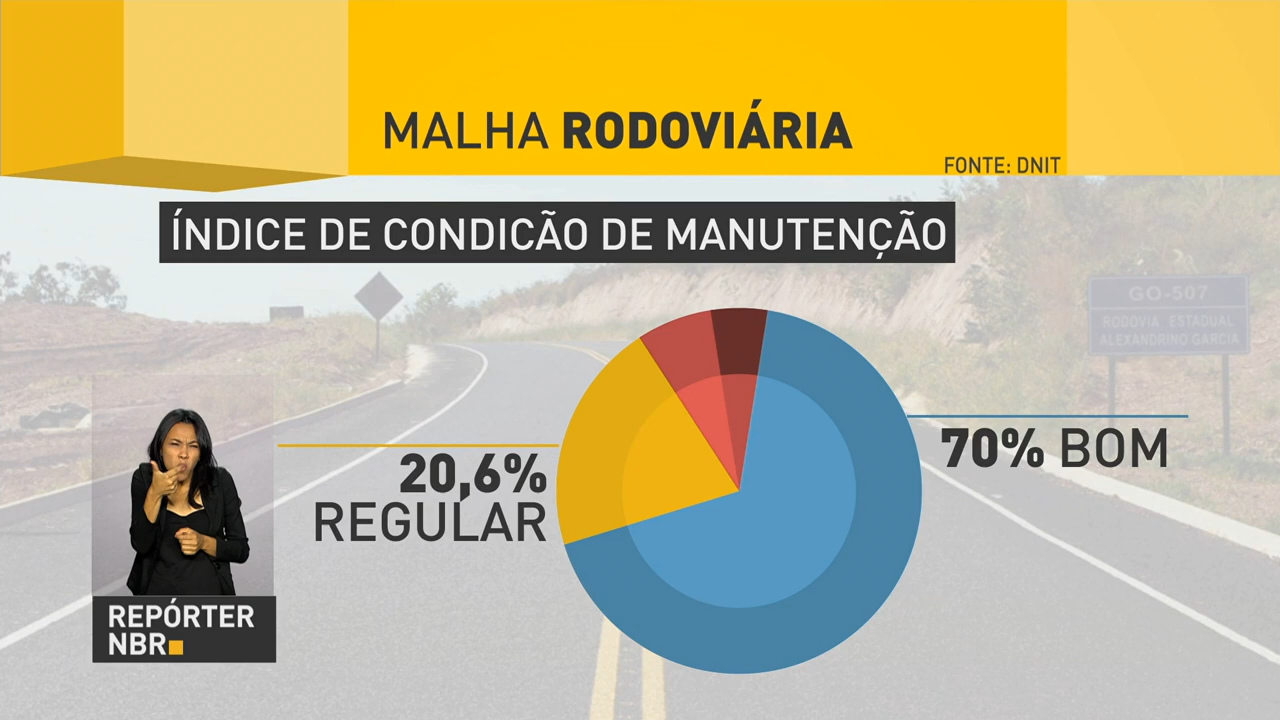 MALHA RODOVIÁRIA
FONTE: DNIT
ÍNDICE DE CONDICÃO DE MANUTENÇÃO
GO-507
RODOVIA ESTADUAL
ALEXANDRINO GARCIA
70% BOM
20,6%
REGULAR
REPÓRTER
NBR